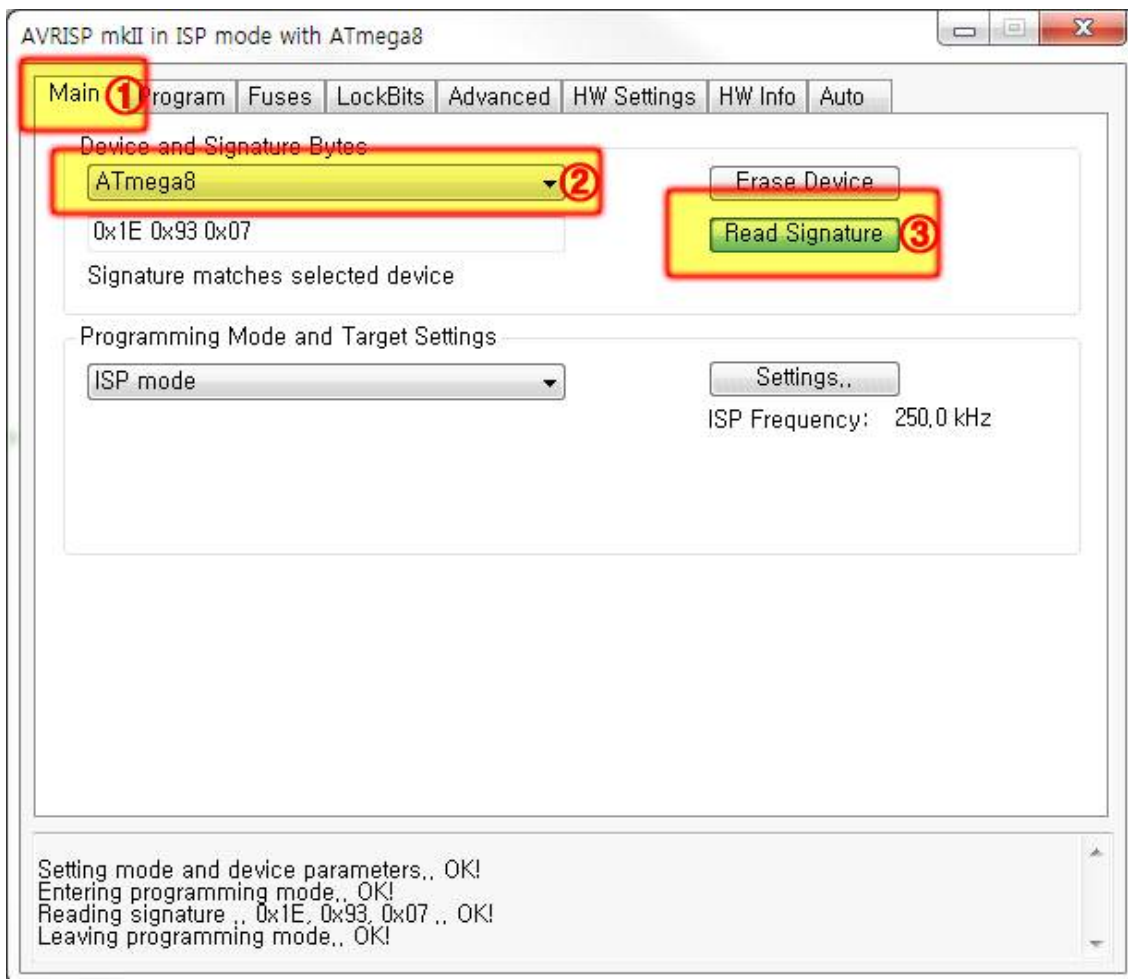 AVRISP mkII in ISP mode with ATmega8
Main ① Program Fuses LockBits Advanced HW Settings HW Info Auto
Device and Signature Bytes
ATmega8 ② Erase Device
0x1E 0x93 0x07 Read Signature ③
Signature matches selected device
Programming Mode and Target Settings
ISP mode Settings,,
ISP Frequency: 250,0 kHz
Setting mode and device parameters,, OK!
Entering programming mode,, OK!
Reading signature ,, 0x1E, 0x93, 0x07 ,, OK!
Leaving programming mode,, OK!